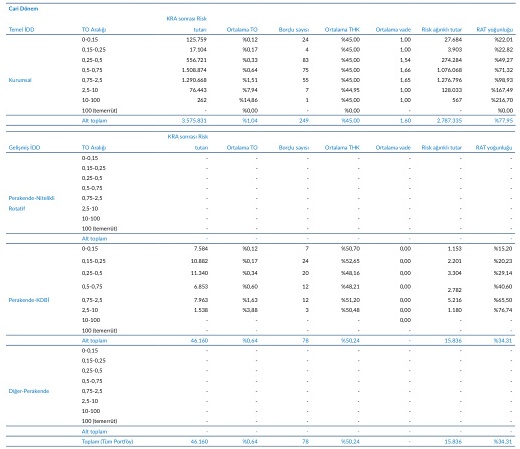 Cari Dönem
KRA sonrası Risk
Temel İDD TO Aralığı tutarı Ortalama TO Borçlu sayısı Ortalama THK Ortalama vade Risk ağırlıklı tutar RAT yoğunluğu
0-0,15 125.759 %0,12 24 %45,00 1,00 27.684 %22,01
0,15-0,25 17.104 %0,17 4 %45,00 1,00 3.903 %22,82
0,25-0,5 556.721 %0,33 83 %45,00 1,54 274.284 %49,27
0,5-0,75 1.508.874 %0,64 75 %45,00 1,66 1.076.068 %71,32
Kurumsal 0,75-2,5 1.290.668 %1,51 55 %45,00 1,65 1.276.796 %98,93
2,5-10 76.443 %7,94 7 %44,95 1,00 128.033 %167,49
10-100 262 %14,86 1 %45,00 1,00 567 %216,70
100 (temerrüt) - %0,00 - %0,00 - - %0,00
Alt toplam 3.575.831 %1,04 249 %45,00 1,60 2.787.335 %77,95
KRA sonrası Risk
Gelişmiş İDD TO Aralığı tutarı Ortalama TO Borçlu sayısı Ortalama THK Ortalama vade Risk ağırlıklı tutar RAT yoğunluğu
0-0,15 - - - - - - -
0,15-0,25 - - - - - - -
0,25-0,5 - - - - - - -
0,5-0,75 - - - - - - -
Perakende-Nitelikli 0,75-2,5 - - - - - - -
Rotatif 2,5-10 - - - - - - -
10-100 - - - - - - -
100 (temerrüt) - - - - - - -
Alt toplam - - - - - - -
0-0,15 7.584 %0,12 7 %50,70 0,00 1.153 %15,20
0,15-0,25 10.882 %0,17 24 %52,65 0,00 2.201 %20,23
0,25-0,5 11.340 %0,34 20 %48,16 0,00 3.304 %29,14
0,5-0,75 6.853 %0,60 12 %48,21 0,00 2.782 %40,60
Perakende-KOBİ 0,75-2,5 7.963 %1,63 12 %51,20 0,00 5.216 %65,50
2,5-10 1.538 %3,88 3 %50,48 0,00 1.180 %76,74
10-100 - - - - 0,00 - -
100 (temerrüt) - - - - - - -
Alt toplam 46.160 %0,64 78 %50,24 - 15.836 %34,31
0-0,15 - - - - - - -
0,15-0,25 - - - - - - -
0,25-0,5 - - - - - - -
0,5-0,75 - - - - - - -
Diğer-Perakende 0,75-2,5 - - - - - - -
2,5-10 - - - - - - -
10-100 - - - - - - -
100 (temerrüt) - - - - - - -
Alt toplam - - - - - - -
Toplam (Tüm Portföy) 46.160 %0,64 78 %50,24 - 15.836 %34,31